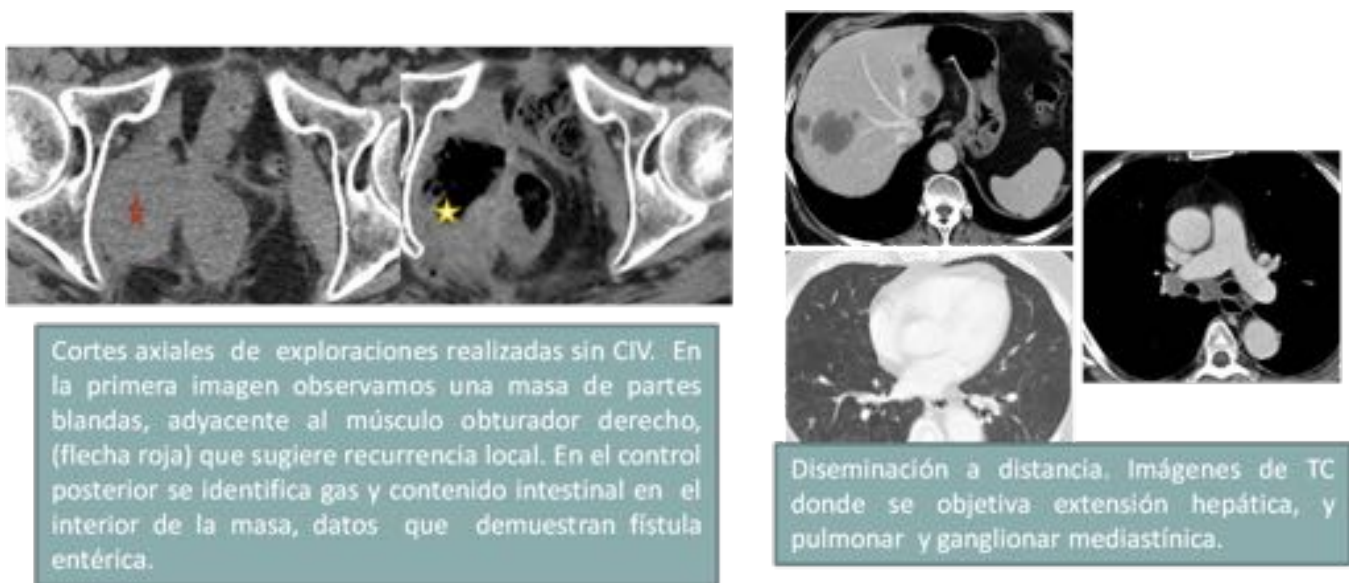 Cortes axiales de exploraciones realizadas sin CIV. En
la primera imagen observamos una masa de partes
blandas, adyacente al músculo obturador derecho,
(flecha roja) que sugiere recurrencia local. En el control
posterior se identifica gas y contenido intestinal en el
interior de la masa, datos que demuestran fístula
entérica.
Diseminación a distancia. Imágenes de TC
donde se objetiva extensión hepática, y
pulmonar y ganglionar mediastínica.